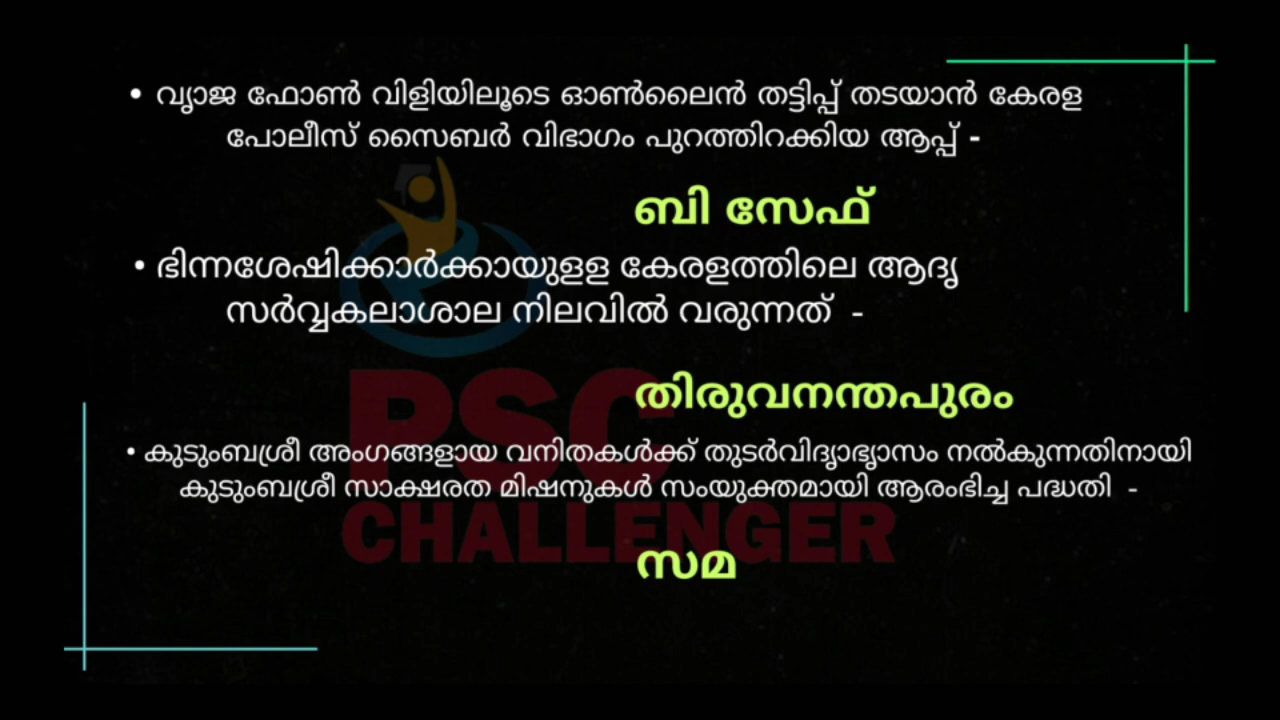 • വ്യാജ ഫോൺ വിളിയിലൂടെ ഓൺലൈൻ തട്ടിപ്പ് തടയാൻ കേരള
പോലീസ് സൈബർ വിഭാഗം പുറത്തിറക്കിയ ആപ്പ് -
ബി സേഫ്
• ഭിന്നശേഷിക്കാർക്കായുളള കേരളത്തിലെ ആദ്യ
സർവ്വകലാശാല നിലവിൽ വരുന്നത് -
തിരുവനന്തപുരം
• കുടുംബശ്രീ അംഗങ്ങളായ വനിതകൾക്ക് തുടർവിദ്യാഭ്യാസം നൽകുന്നതിനായി
കുടുംബശ്രീ സാക്ഷരത മിഷനുകൾ സംയുക്തമായി ആരംഭിച്ച പദ്ധതി -
സമ
PSC
CHALLENGER